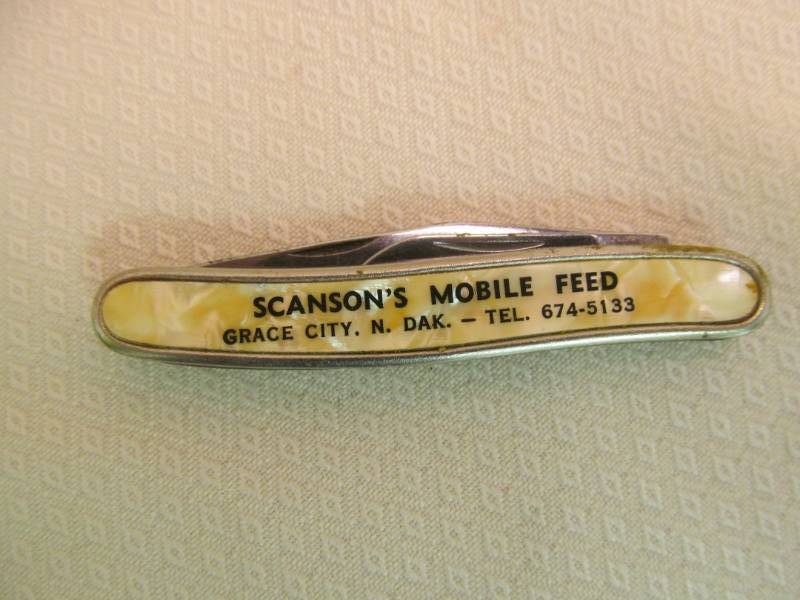 SCANSON'S MOBILE FEED
GRACE CITY, N. DAK. — TEL. 674-5133